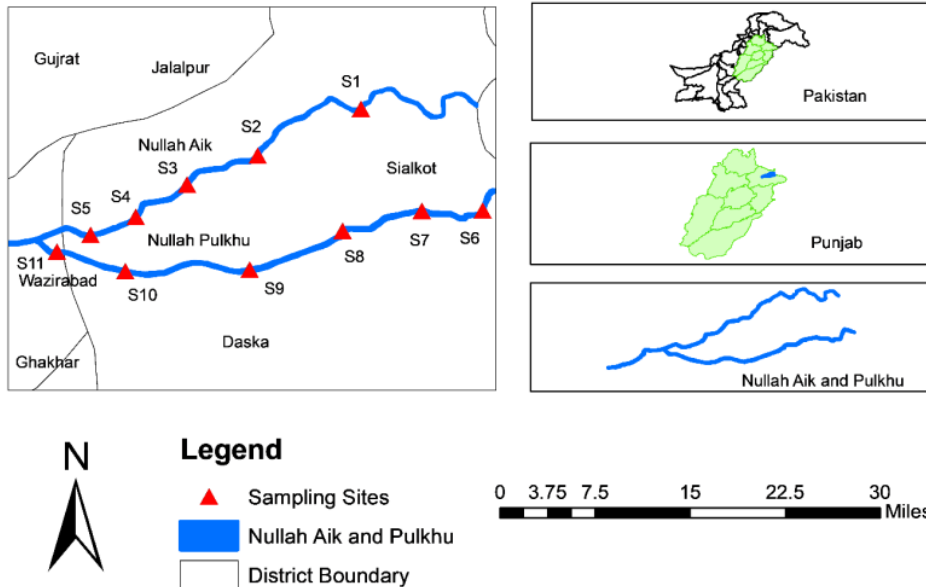 Gujrat
Jalalpur
S1
Nullah Aik
S2
S3
Sialkot
S4
S5
Nullah Pulkhu
S6
S7
S8
S11
Wazirabad
S10
S9
Daska
Ghakhar
Pakistan
Punjab
Nullah Aik and Pulkhu
N
Legend
Sampling Sites
Nullah Aik and Pulkhu
District Boundary
0 3.75 7.5 15 22.5 30
Miles